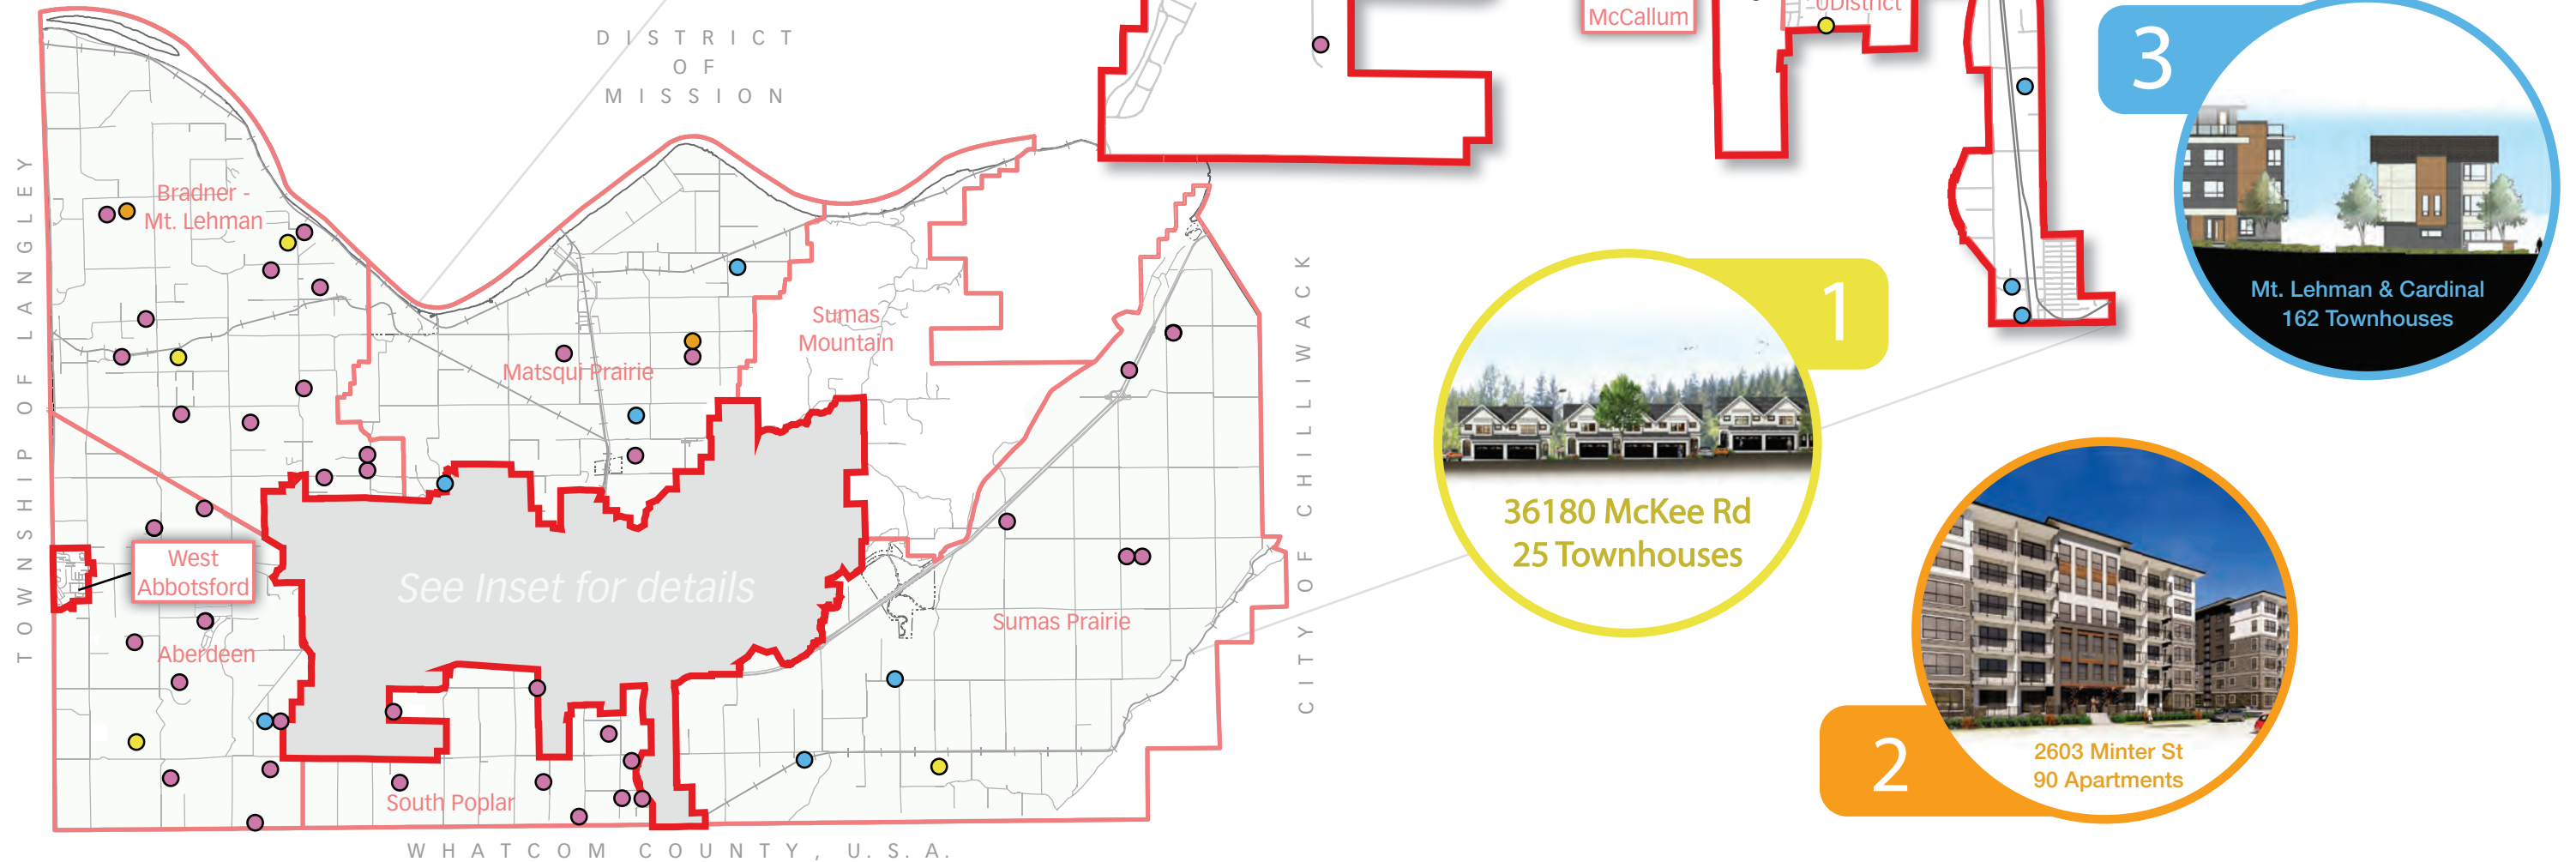 DISTRICT
OF
MISSION
McCallum
UDistrict
3
TOWNSHIP OF LANGLEY
Bradner -
Mt. Lehman
Sumas
Mountain
Matsqui Prairie
CITY OF CHILLIWACK
1
Mt. Lehman & Cardinal
162 Townhouses
36180 McKee Rd
25 Townhouses
West
Abbotsford
See Inset for details
Sumas Prairie
Aberdeen
South Poplar
2
2603 Minter St
90 Apartments
WHATCOM COUNTY, U.S.A.